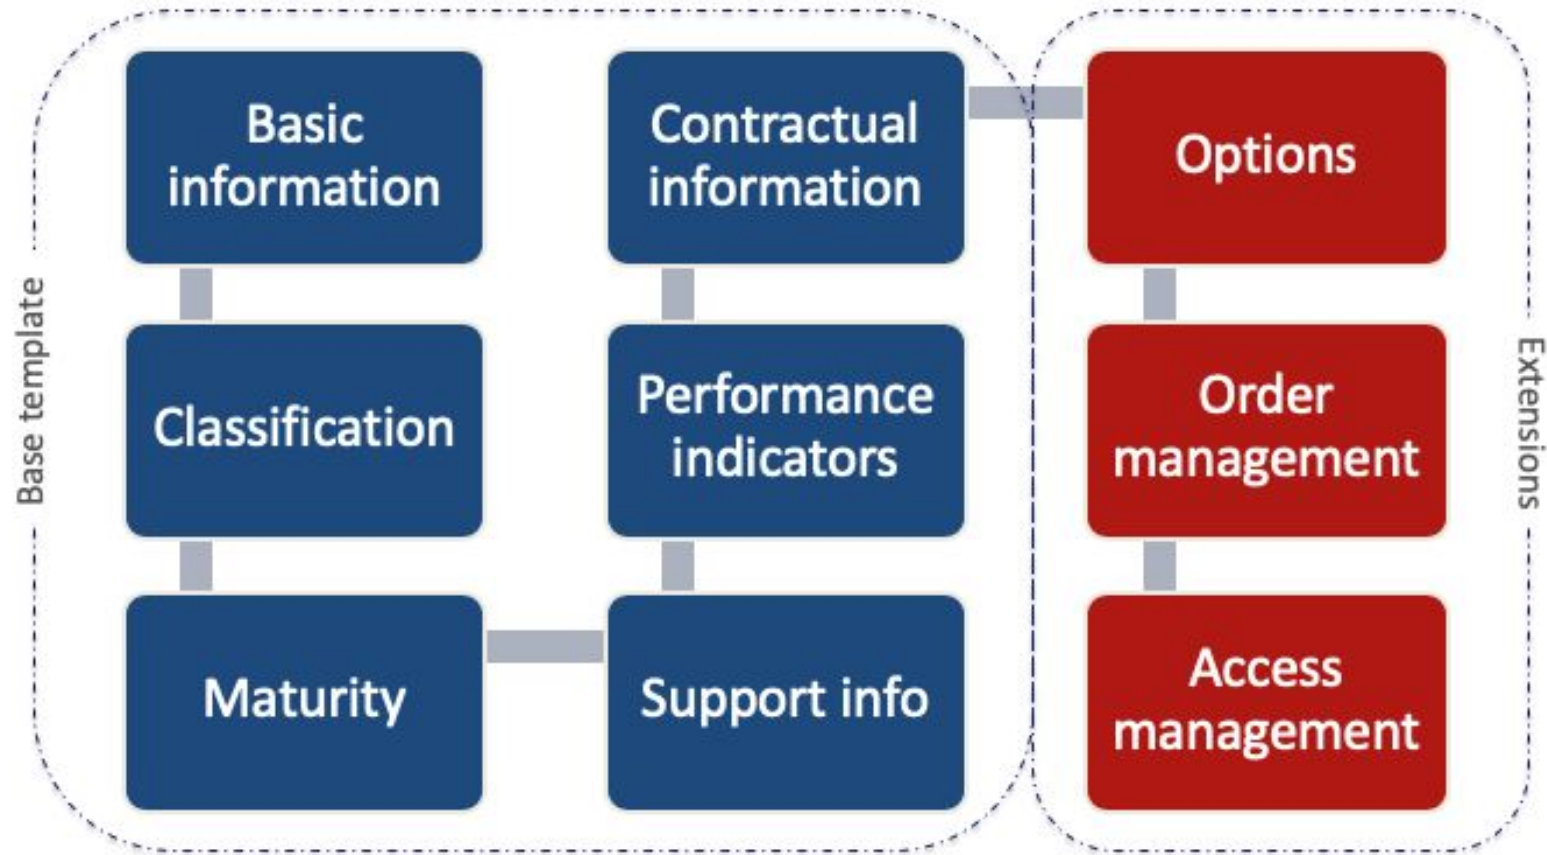 Base template
Basic
information
Classification
Maturity
Contractual
information
Performance
indicators
Support info
Options
Order
management
Access
management
Extensions